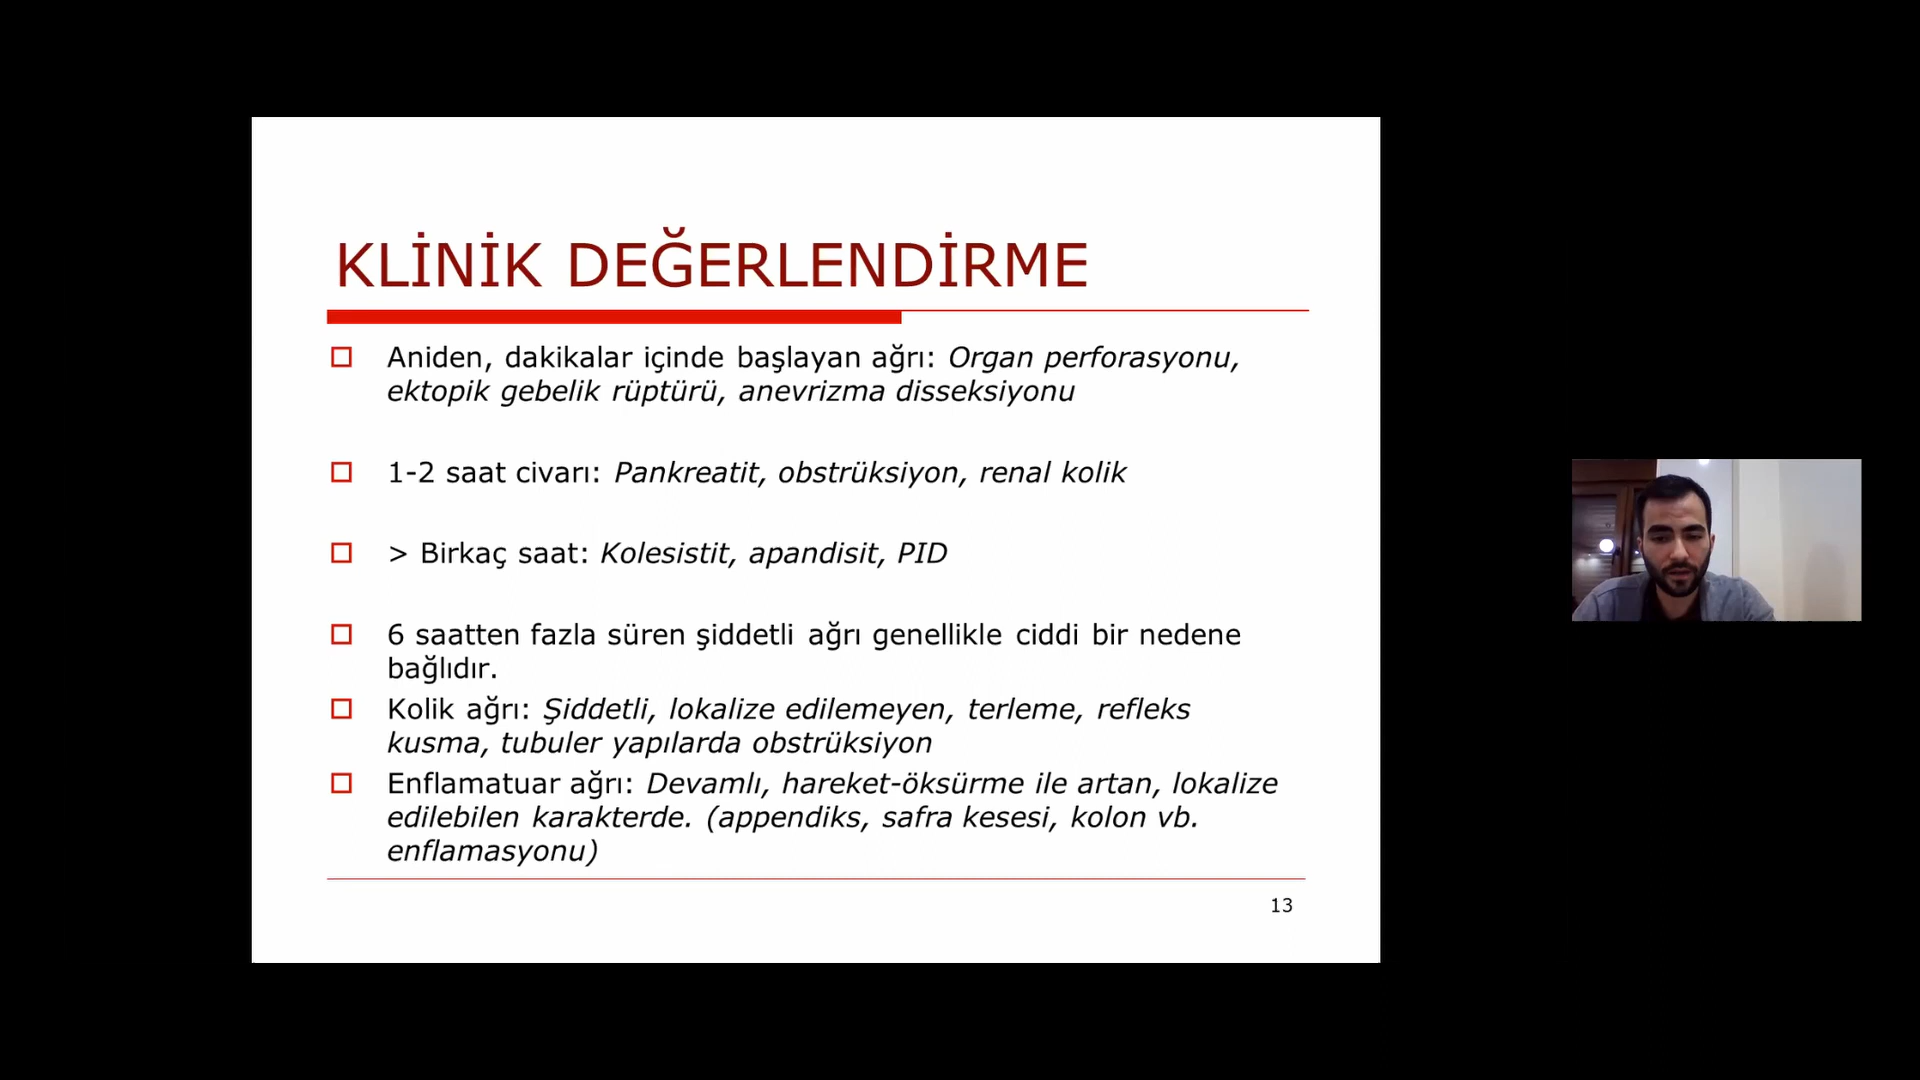 KLİNİK DEĞERLENDİRME
Aniden, dakikalar içinde başlayan ağrı: Organ perforasyonu,
ektopik gebelik rüptürü, anevrizma disseksiyonu
1-2 saat civarı: Pankreatit, obstrüksiyon, renal kolik
> Birkaç saat: Kolesistit, apandisit, PID
6 saatten fazla süren şiddetli ağrı genellikle ciddi bir nedene
bağlıdır.
Kolik ağrı: Şiddetli, lokalize edilemeyen, terleme, refleks
kusma, tubuler yapılarda obstrüksiyon
Enflamatuar ağrı: Devamlı, hareket-öksürme ile artan, lokalize
edilebilen karakterde. (appendiks, safra kesesi, kolon vb.
enflamasyonu)
13